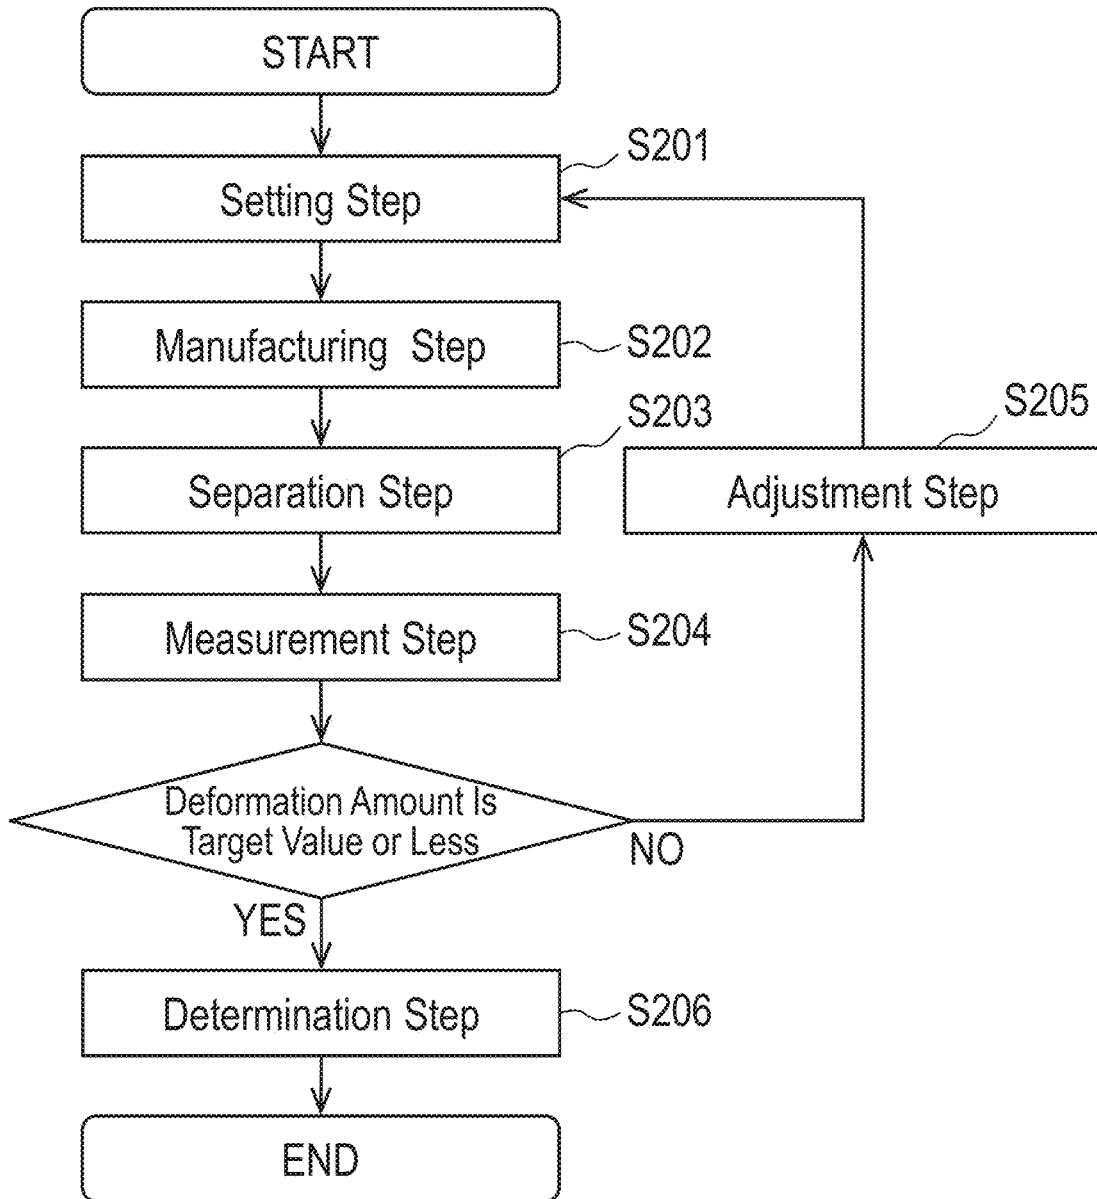 START
S201
Setting Step
Manufacturing Step
S202
S203
S205
Separation Step
Adjustment Step
Measurement Step
S204
Deformation Amount Is
Target Value or Less
NO
YES
Determination Step
S206
END